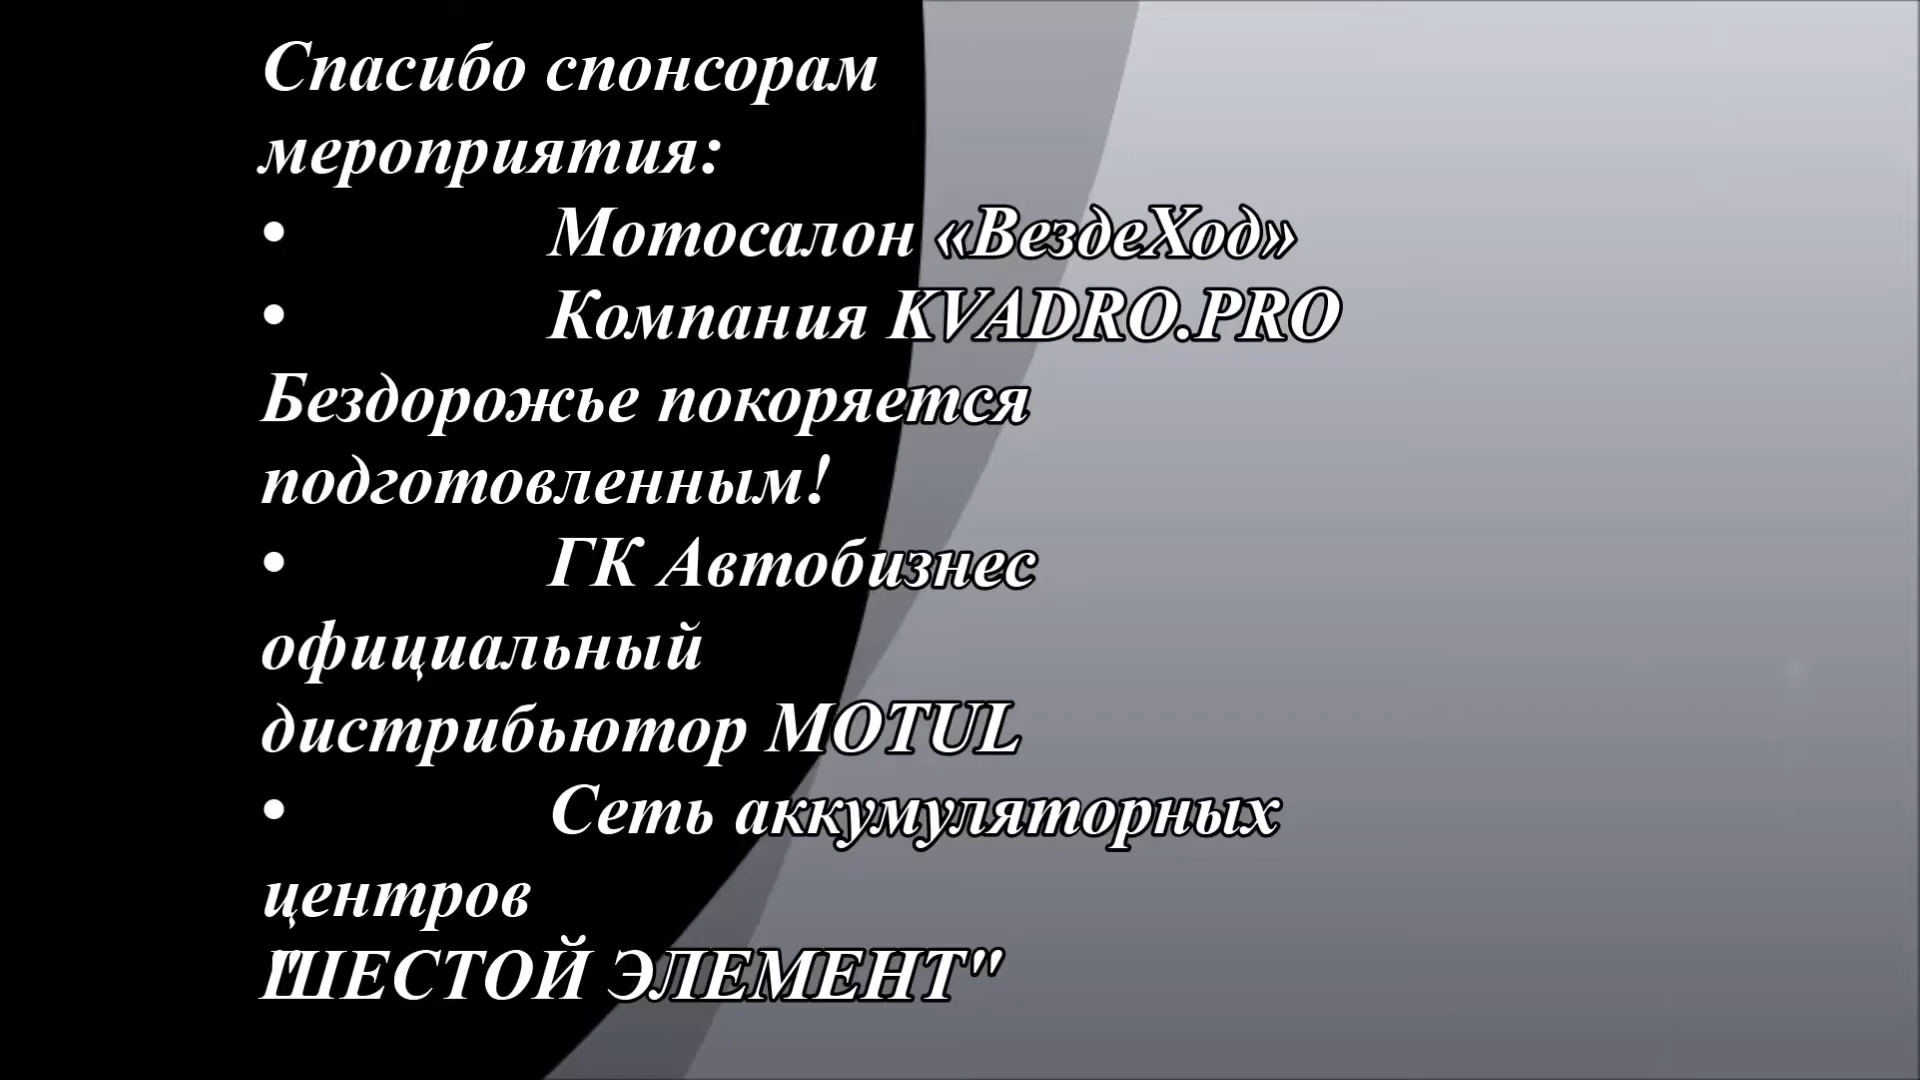 Спасибо спонсорам
мероприятия:
• Мотосалон «ВездеХод»
• Компания KVADRO.PRO
Бездорожье покоряется
подготовленным!
• ГК Автобизнес
официальный
дистрибьютор MOTUL
• Сеть аккумуляторных
центров
"ШЕСТОЙ ЭЛЕМЕНТ"